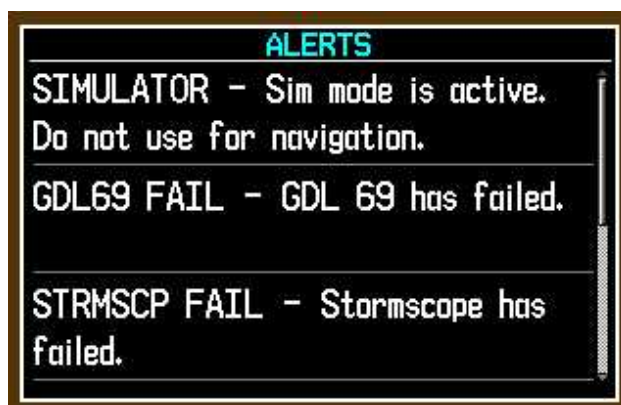 ALERTS
SIMULATOR – Sim mode is active.
Do not use for navigation.
GDL69 FAIL – GDL 69 has failed.
STRMSCP FAIL – Stormscope has
failed.